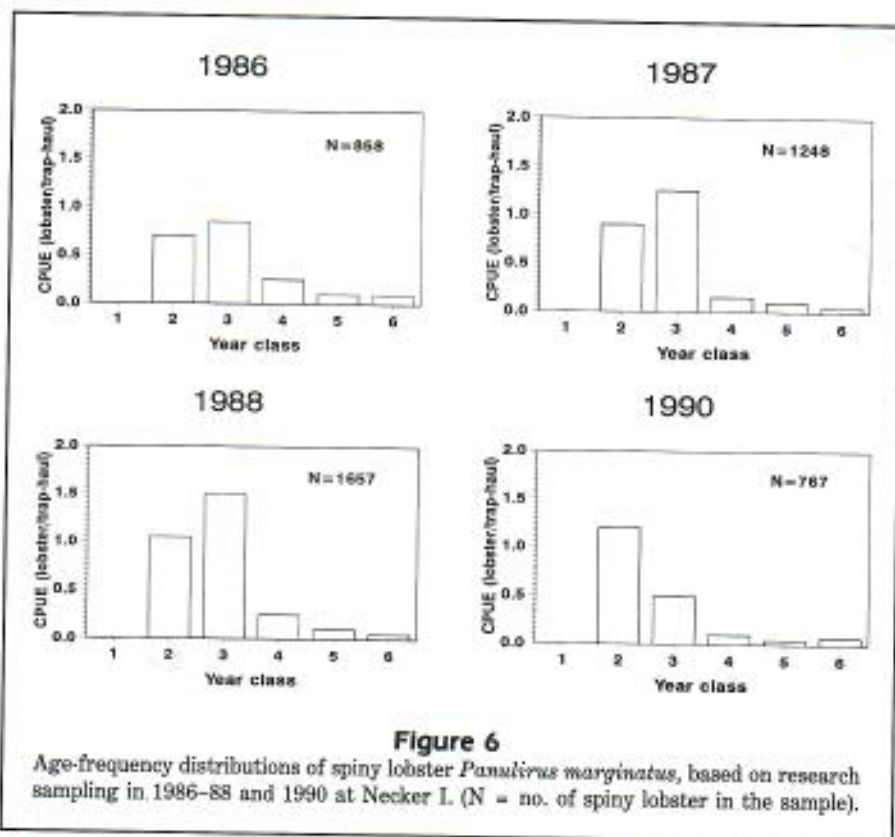 1986
CPUE (lobster/trap-haul)
2.0
1.5
1.0
0.5
0.0
N=868
1 2 3 4 5 6
Year class
1987
CPUE (lobster/trap-haul)
2.0
1.5
1.0
0.5
0.0
N=1248
1 2 3 4 5 6
Year class
1988
CPUE (lobster/trap-haul)
2.0
1.5
1.0
0.5
0.0
N=1657
1 2 3 4 5 6
Year class
1990
CPUE (lobster/trap-haul)
2.0
1.5
1.0
0.5
0.0
N=767
1 2 3 4 5 6
Year class
Figure 6
Age-frequency distributions of spiny lobster Panulirus marginatus, based on research
sampling in 1986–88 and 1990 at Necker I. (N = no. of spiny lobster in the sample).